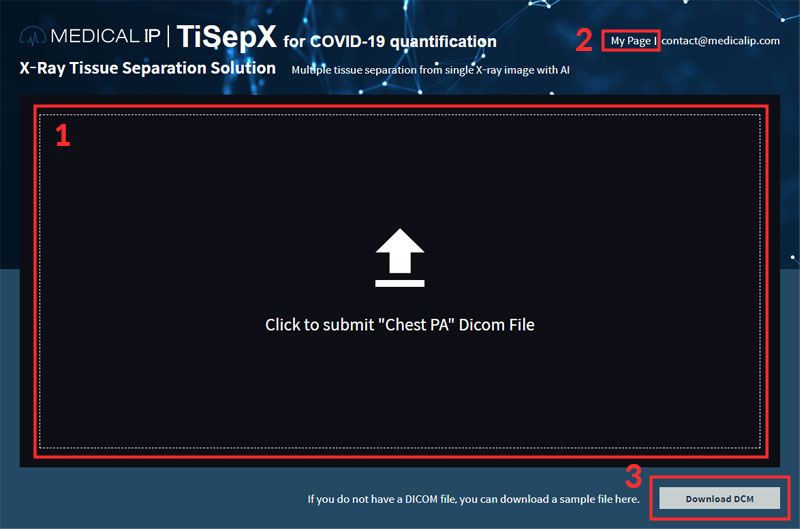 MEDICAL IP | TiSepX for COVID-19 quantification
2 My Page | contact@medicalip.com
X-Ray Tissue Separation Solution Multiple tissue separation from single X-ray image with AI
1
Click to submit "Chest PA" Dicom File
3
If you do not have a DICOM file, you can download a sample file here. Download DCM